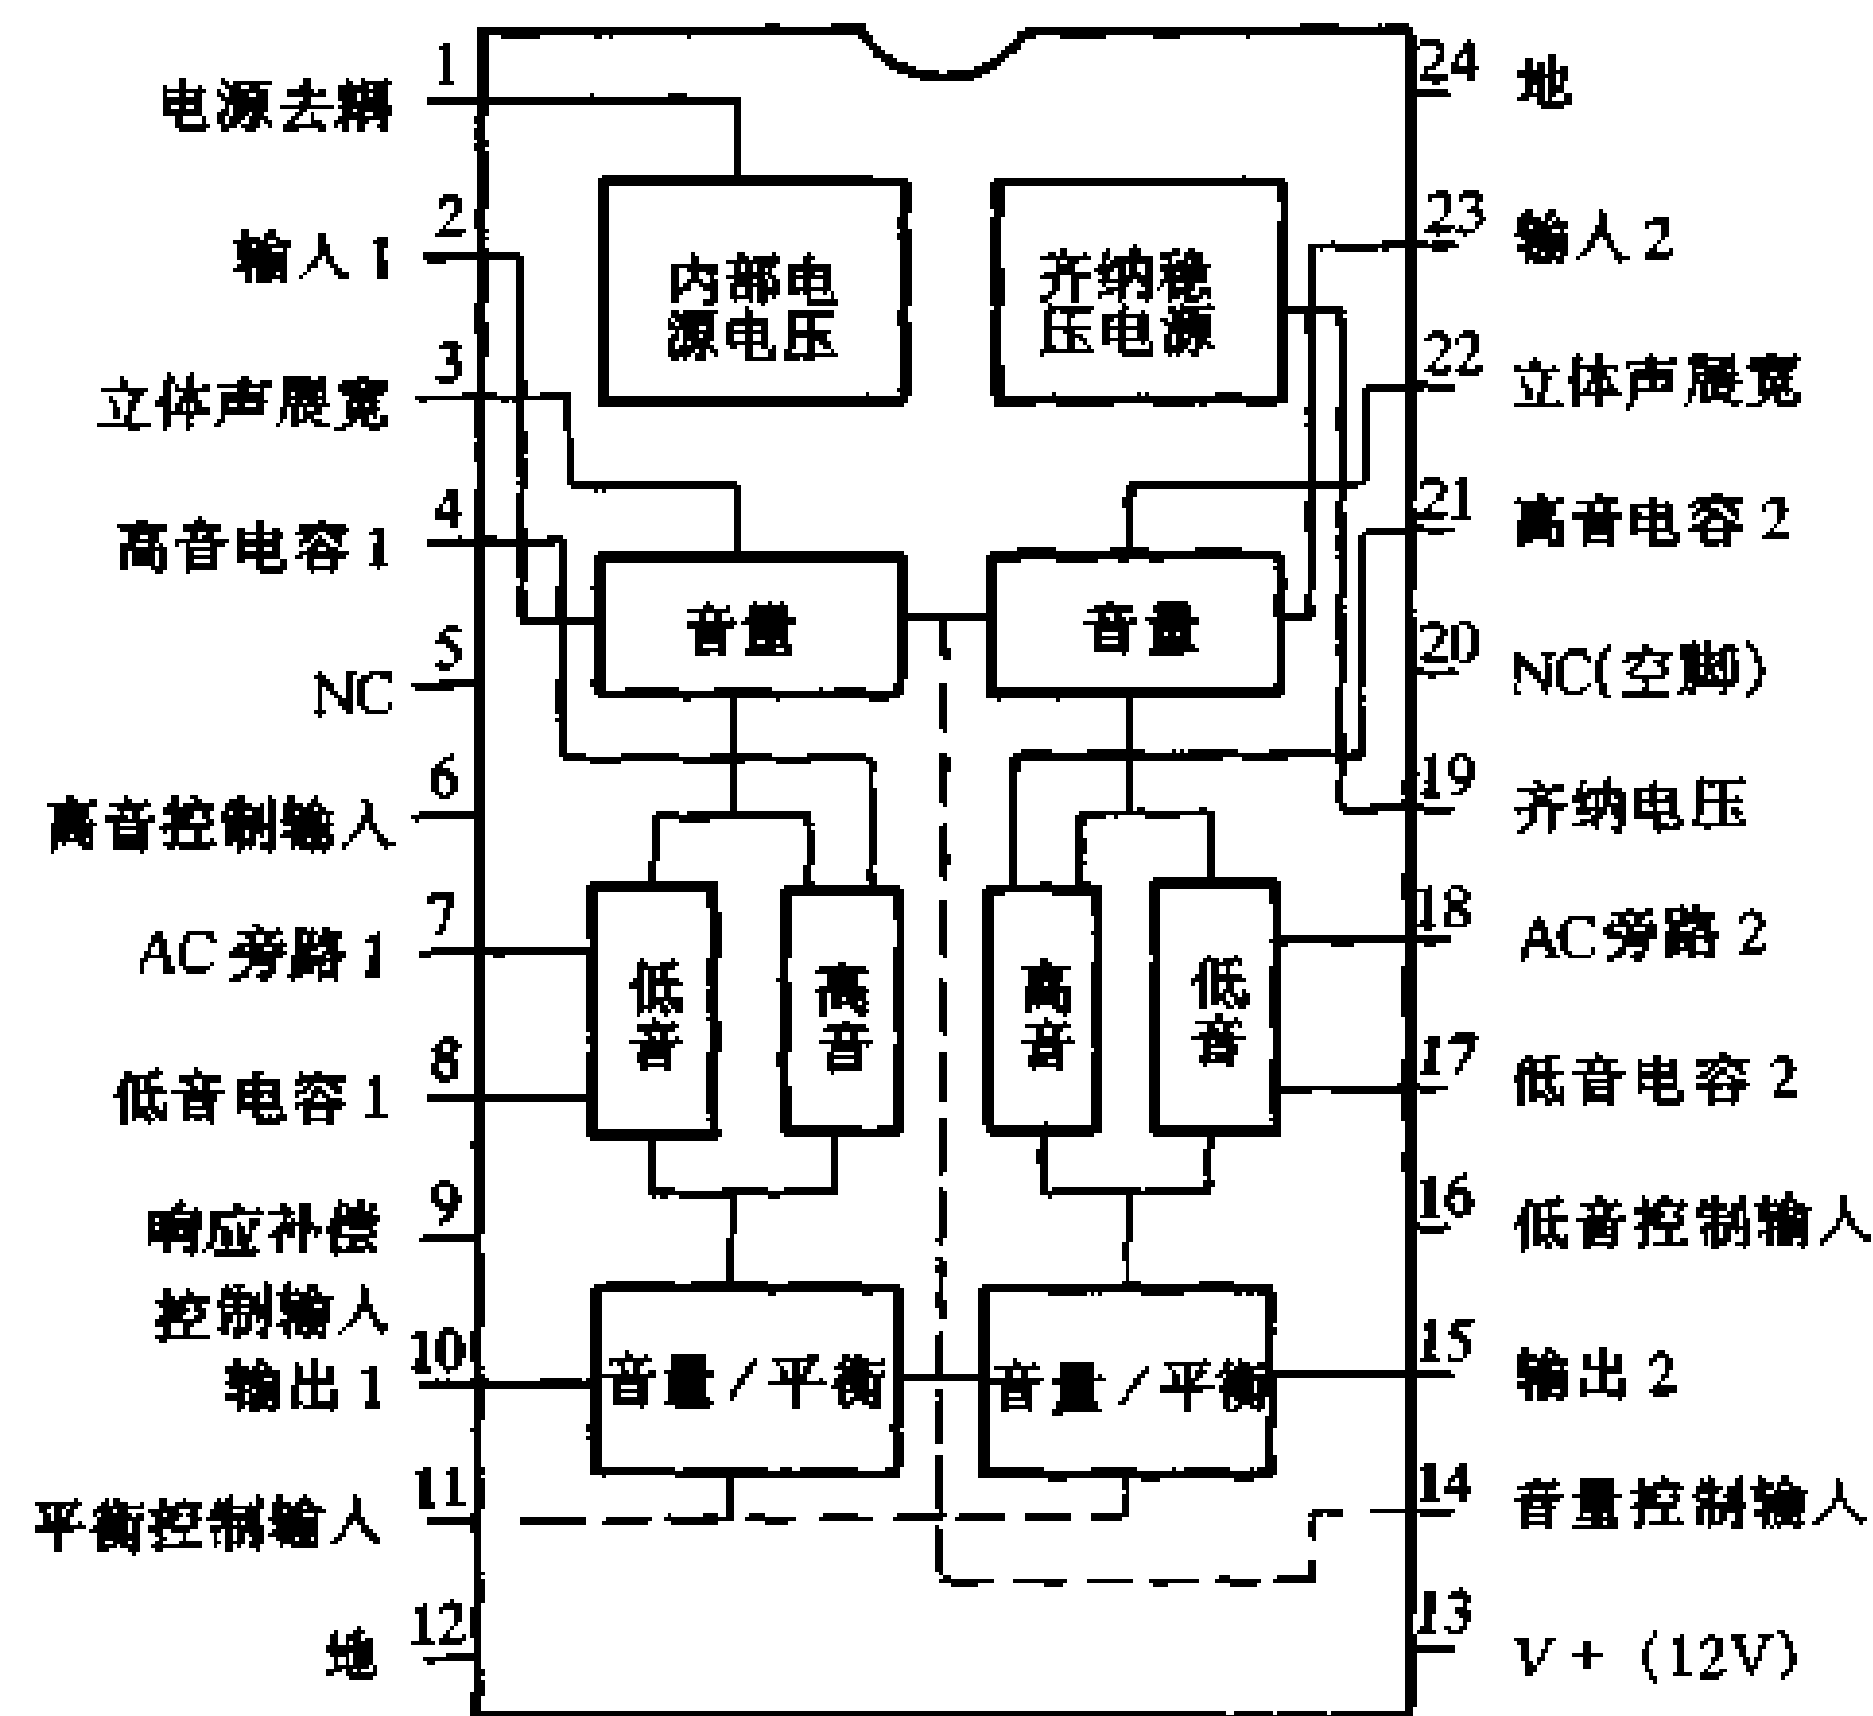 1
电源去耦
2
输入 1
3
立体声展宽
4
高音电容 1
5
NC
6
高音控制输入
7
AC 旁路 1
8
低音电容 1
9
响应补偿
控制输入
10
输出 1
11
平衡控制输入
12
地
内部电
源电压
齐纳稳
压电源
音量
音量
低音
高音
高音
低音
音量/平衡
音量/平衡
24
地
23
输入 2
22
立体声展宽
21
高音电容 2
20
NC(空脚)
19
齐纳电压
18
AC旁路 2
17
低音电容 2
16
低音控制输入
15
输出 2
14
音量控制输入
13
V + (12V)